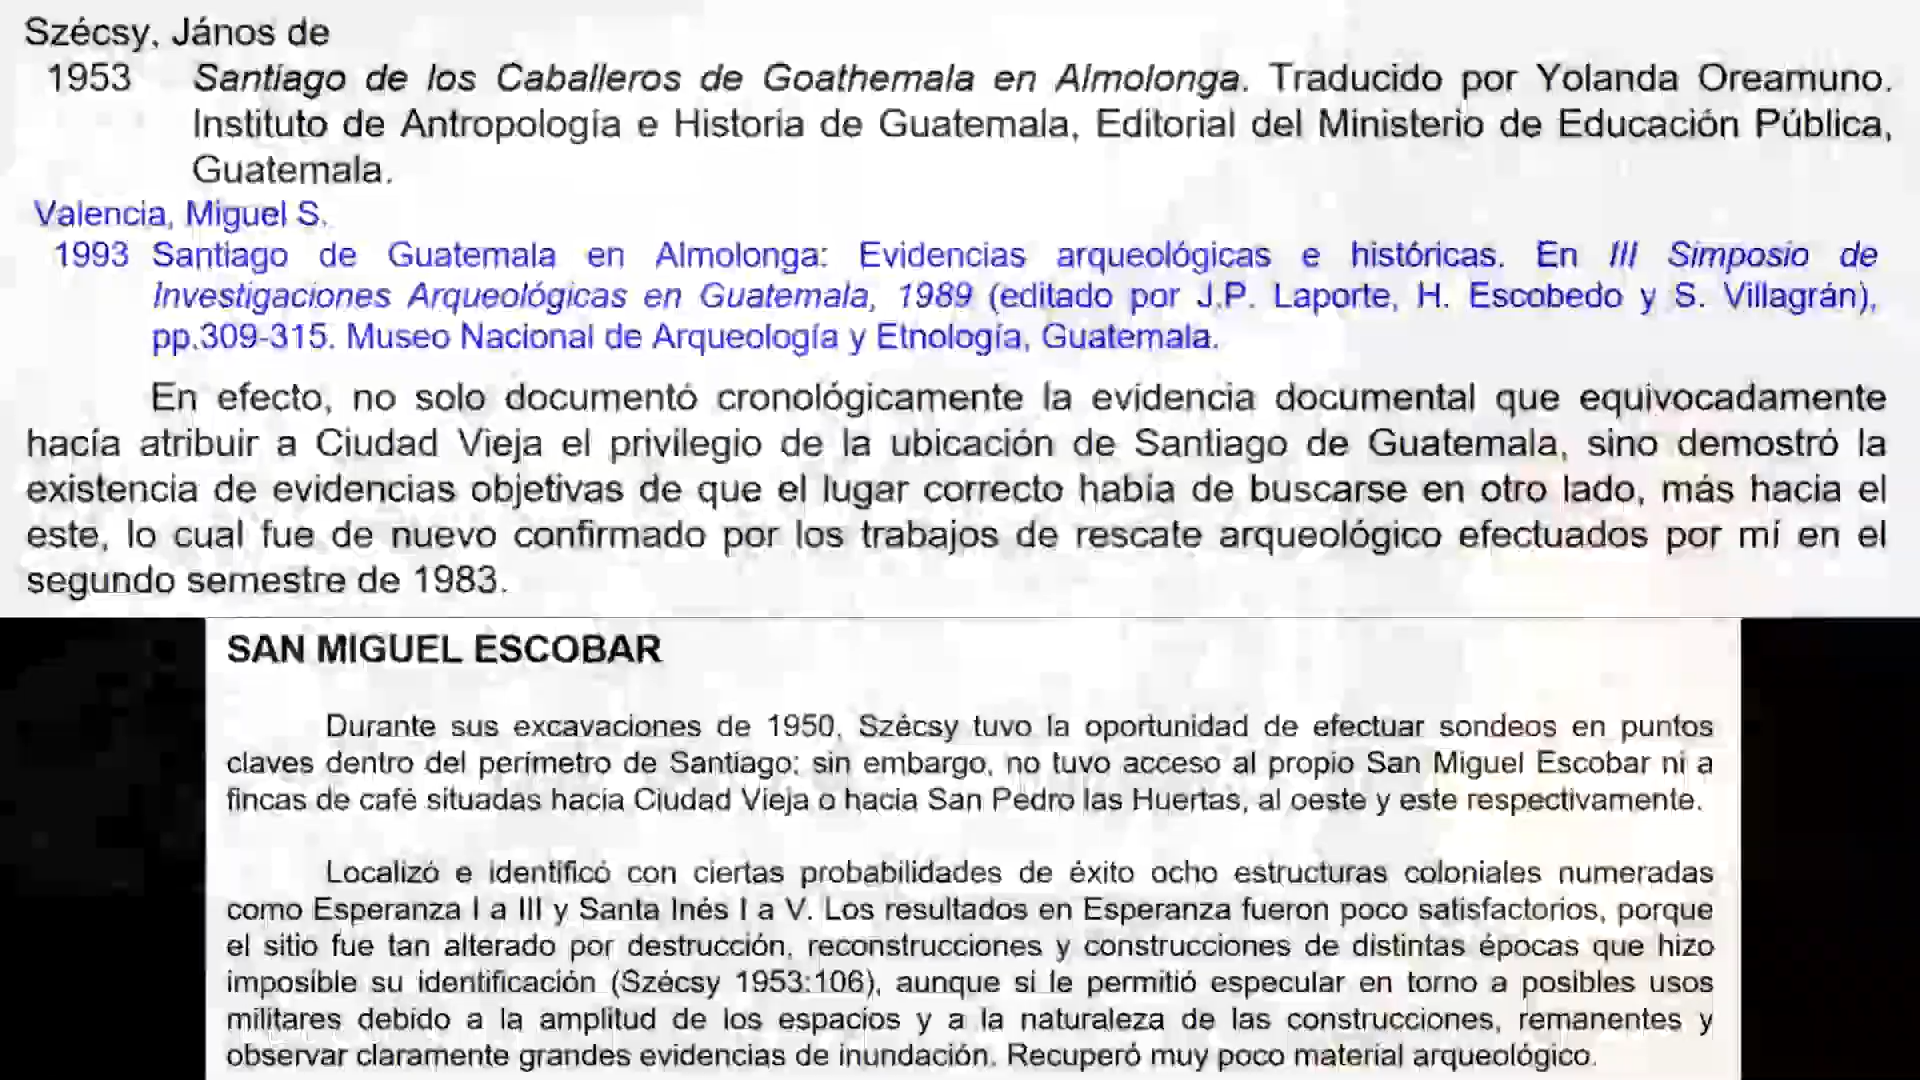 Szécsy, János de
1953 Santiago de los Caballeros de Goathemala en Almolonga. Traducido por Yolanda Oreamuno.
Instituto de Antropología e Historia de Guatemala, Editorial del Ministerio de Educación Pública,
Guatemala.
Valencia, Miguel S.
1993 Santiago de Guatemala en Almolonga: Evidencias arqueológicas e históricas. En III Simposio de
Investigaciones Arqueológicas en Guatemala, 1989 (editado por J.P. Laporte, H. Escobedo y S. Villagrán),
pp.309-315. Museo Nacional de Arqueología y Etnología, Guatemala.
En efecto, no solo documentó cronológicamente la evidencia documental que equivocadamente
hacía atribuir a Ciudad Vieja el privilegio de la ubicación de Santiago de Guatemala, sino demostró la
existencia de evidencias objetivas de que el lugar correcto había de buscarse en otro lado, más hacia el
este, lo cual fue de nuevo confirmado por los trabajos de rescate arqueológico efectuados por mí en el
segundo semestre de 1983.
SAN MIGUEL ESCOBAR
Durante sus excavaciones de 1950, Szécsy tuvo la oportunidad de efectuar sondeos en puntos
claves dentro del perímetro de Santiago; sin embargo, no tuvo acceso al propio San Miguel Escobar ni a
fincas de café situadas hacia Ciudad Vieja o hacia San Pedro las Huertas, al oeste y este respectivamente.
Localizó e identificó con ciertas probabilidades de éxito ocho estructuras coloniales numeradas
como Esperanza I a III y Santa Inés I a V. Los resultados en Esperanza fueron poco satisfactorios, porque
el sitio fue tan alterado por destrucción, reconstrucciones y construcciones de distintas épocas que hizo
imposible su identificación (Szécsy 1953:106), aunque si le permitió especular en torno a posibles usos
militares debido a la amplitud de los espacios y a la naturaleza de las construcciones, remanentes y
observar claramente grandes evidencias de inundación. Recuperó muy poco material arqueológico.